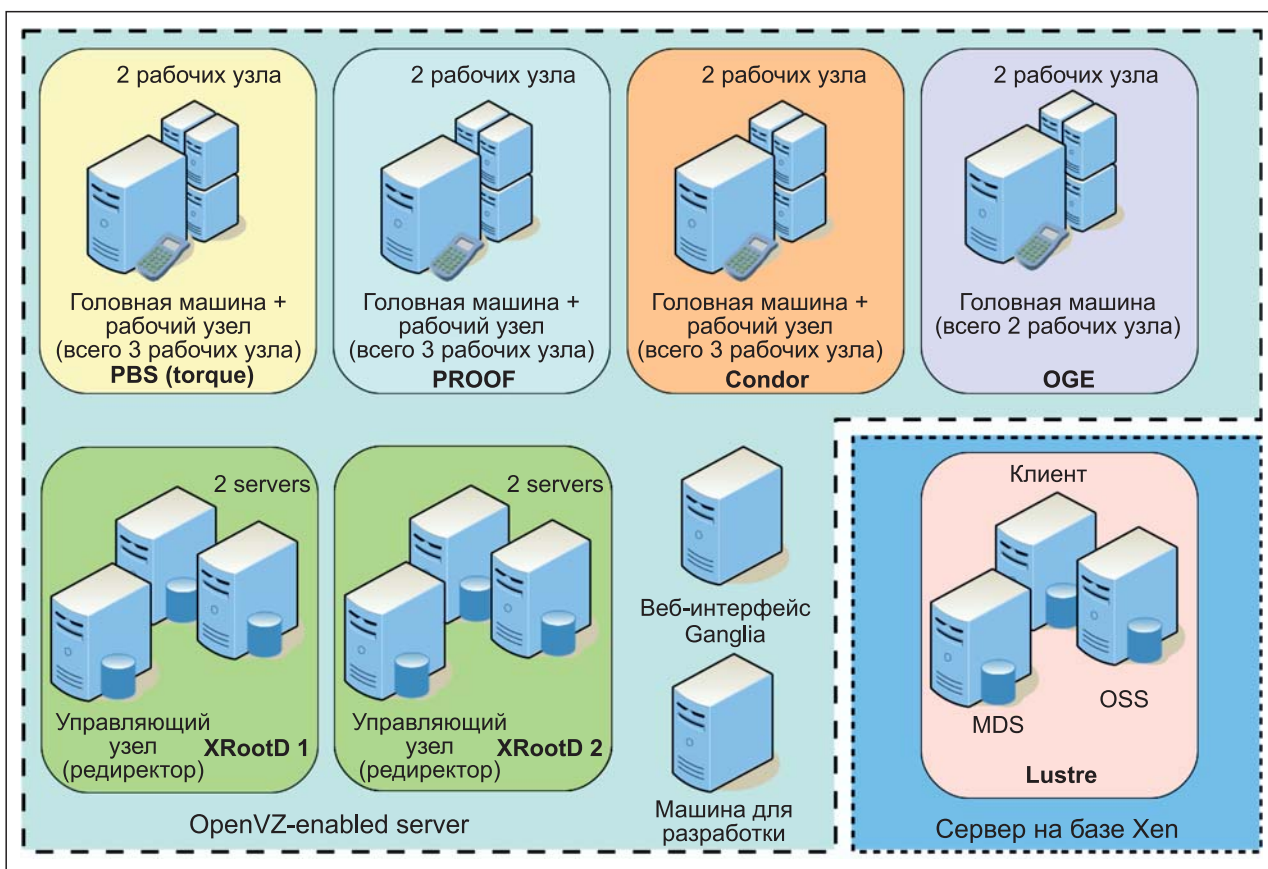 2 рабочих узла
Головная машина +
рабочий узел
(всего 3 рабочих узла)
PBS (torque)
2 рабочих узла
Головная машина +
рабочий узел
(всего 3 рабочих узла)
PROOF
2 рабочих узла
Головная машина +
рабочий узел
(всего 3 рабочих узла)
Condor
2 рабочих узла
Головная машина
(всего 2 рабочих узла)
OGE
2 servers
Управляющий
узел
(редиректор)
XRootD 1
2 servers
Управляющий
узел
(редиректор)
XRootD 2
Веб-интерфейс
Ganglia
Машина для
разработки
OpenVZ-enabled server
Клиент
MDS
OSS
Lustre
Сервер на базе Xen